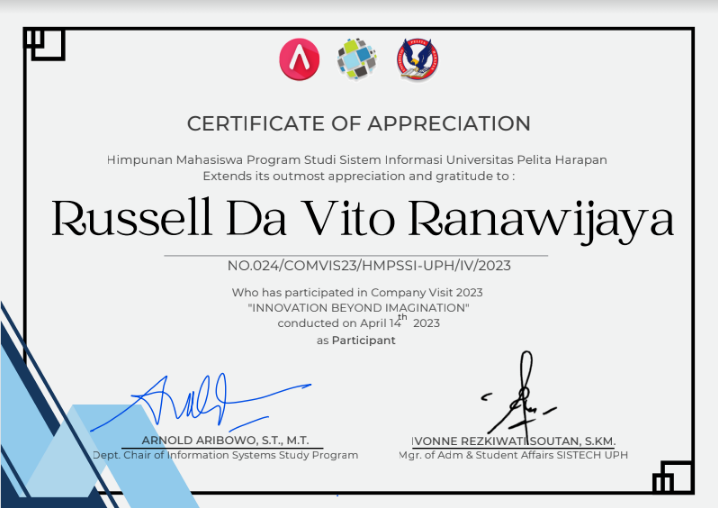 CERTIFICATE OF APPRECIATION
Himpunan Mahasiswa Program Studi Sistem Informasi Universitas Pelita Harapan
Extends its outmost appreciation and gratitude to :
Russell Da Vito Ranawijaya
NO.024/COMVIS23/HMPSSI-UPH/IV/2023
Who has participated in Company Visit 2023
"INNOVATION BEYOND IMAGINATION"
conducted on April 14th 2023
as Participant
ARNOLD ARIBOWO, S.T., M.T.
Dept. Chair of Information Systems Study Program
IVONNE REZKIWATI SOUTAN, S.KM.
Mgr. of Adm & Student Affairs SISTECH UPH